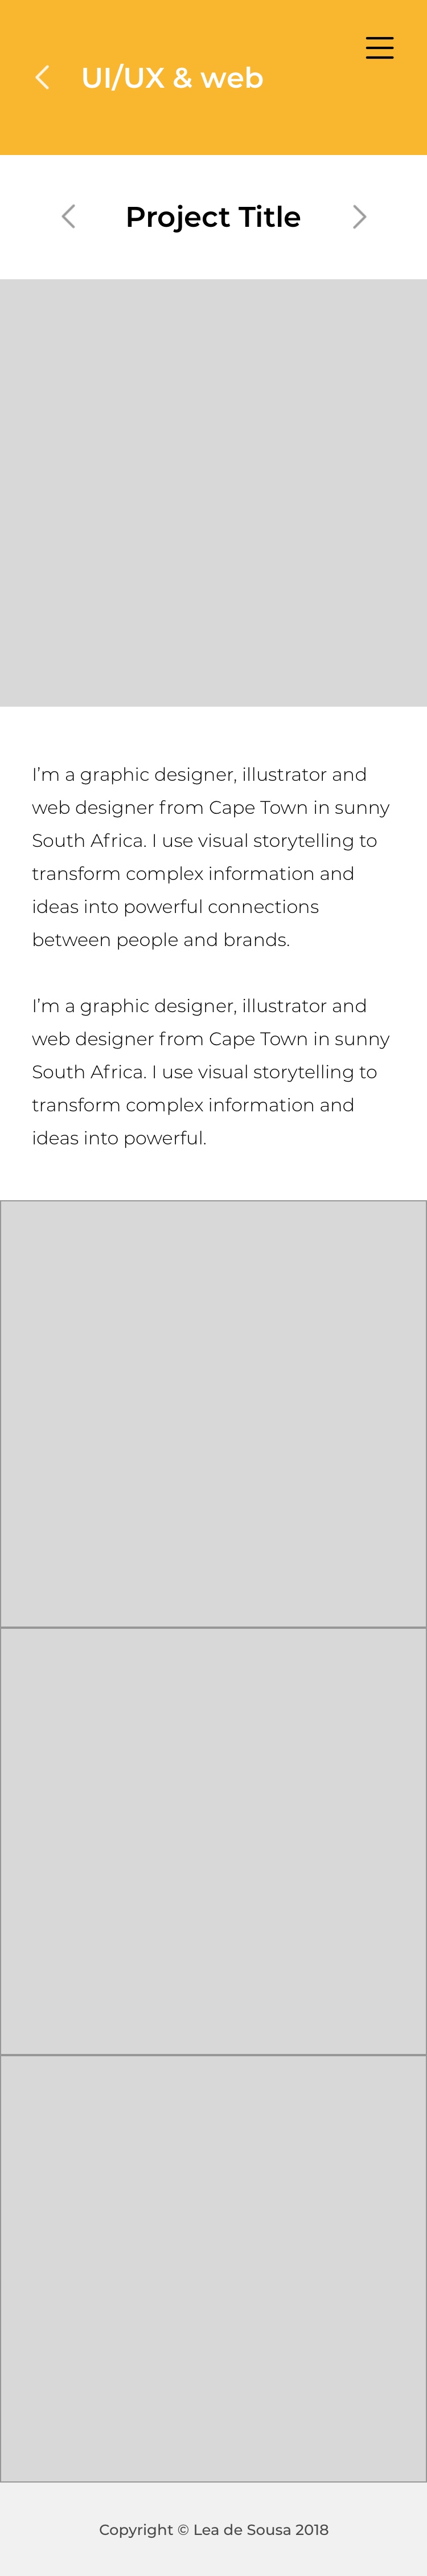 UI/UX & web
Project Title
I’m a graphic designer, illustrator and
web designer from Cape Town in sunny
South Africa. I use visual storytelling to
transform complex information and
ideas into powerful connections
between people and brands.
I’m a graphic designer, illustrator and
web designer from Cape Town in sunny
South Africa. I use visual storytelling to
transform complex information and
ideas into powerful.
Copyright © Lea de Sousa 2018